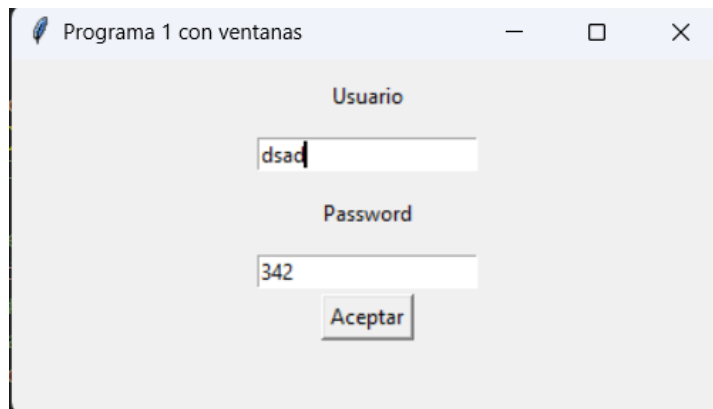 Programa 1 con ventanas
Usuario
dsad
Password
342
Aceptar